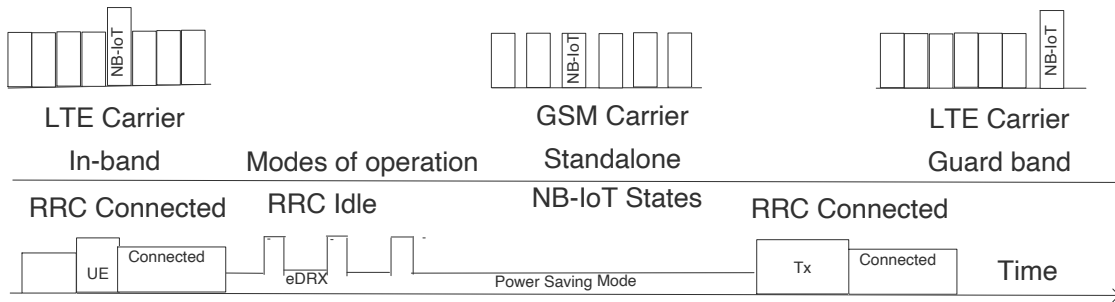 NB-IoT
NB-IoT
NB-IoT
LTE Carrier
GSM Carrier
LTE Carrier
In-band
Modes of operation
Standalone
Guard band
RRC Connected
RRC Idle
NB-IoT States
RRC Connected
UE
Connected
eDRX
Power Saving Mode
Tx
Connected
Time